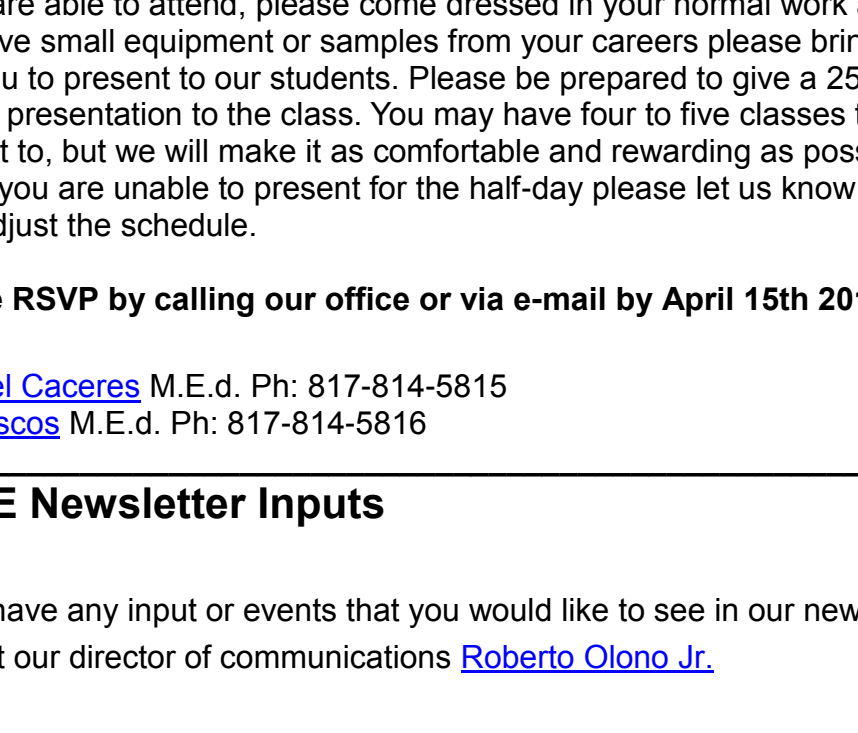 are able to attend, please come dressed in your normal work
ve small equipment or samples from your careers please brin
u to present to our students. Please be prepared to give a 25
presentation to the class. You may have four to five classes
t to, but we will make it as comfortable and rewarding as poss
you are unable to present for the half-day please let us know
djust the schedule.
e RSVP by calling our office or via e-mail by April 15th 201
el Caceres M.E.d. Ph: 817-814-5815
scos M.E.d. Ph: 817-814-5816
E Newsletter Inputs
have any input or events that you would like to see in our new
t our director of communications Roberto Olono Jr.